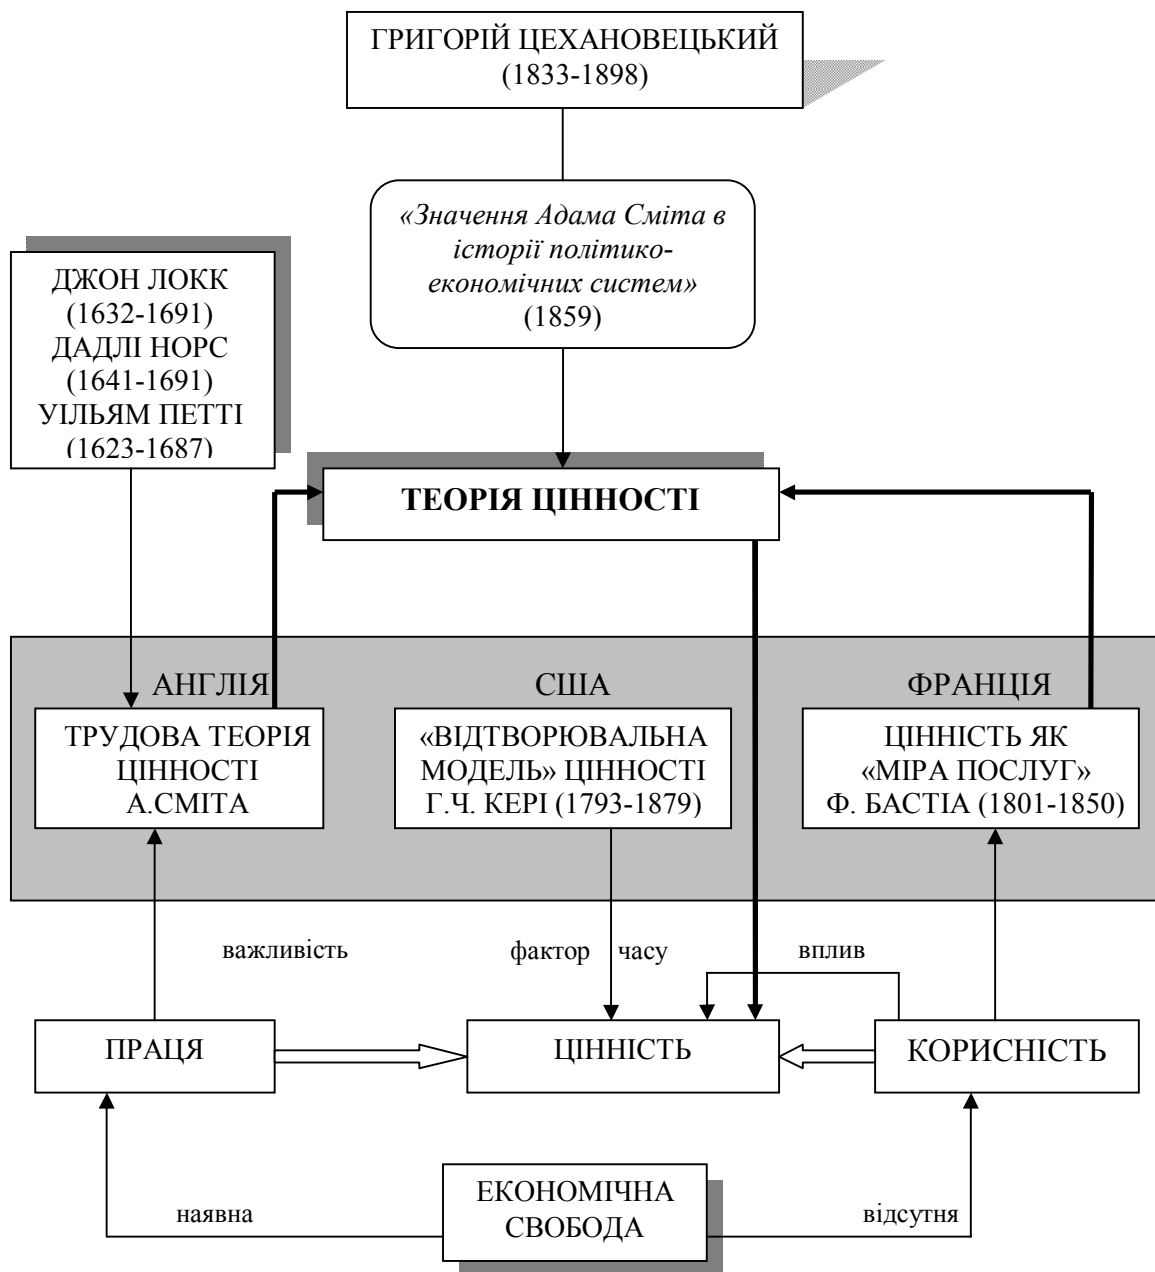 ГРИГОРІЙ ЦЕХАНОВЕЦЬКИЙ
(1833-1898)
«Значення Адама Сміта в
історії політико-
економічних систем»
(1859)
ДЖОН ЛОКК
(1632-1691)
ДАДЛІ НОРС
(1641-1691)
УІЛЬЯМ ПЕТТІ
(1623-1687)
ТЕОРІЯ ЦІННОСТІ
АНГЛІЯ
ТРУДОВА ТЕОРІЯ
ЦІННОСТІ
А.СМІТА
США
«ВІДТВОРЮВАЛЬНА
МОДЕЛЬ» ЦІННОСТІ
Г.Ч. КЕРІ (1793-1879)
ФРАНЦІЯ
ЦІННІСТЬ ЯК
«МІРА ПОСЛУГ»
Ф. БАСТІА (1801-1850)
важливість
фактор часу
вплив
ПРАЦЯ
ЦІННІСТЬ
КОРИСНІСТЬ
наявна
ЕКОНОМІЧНА
СВОБОДА
відсутня